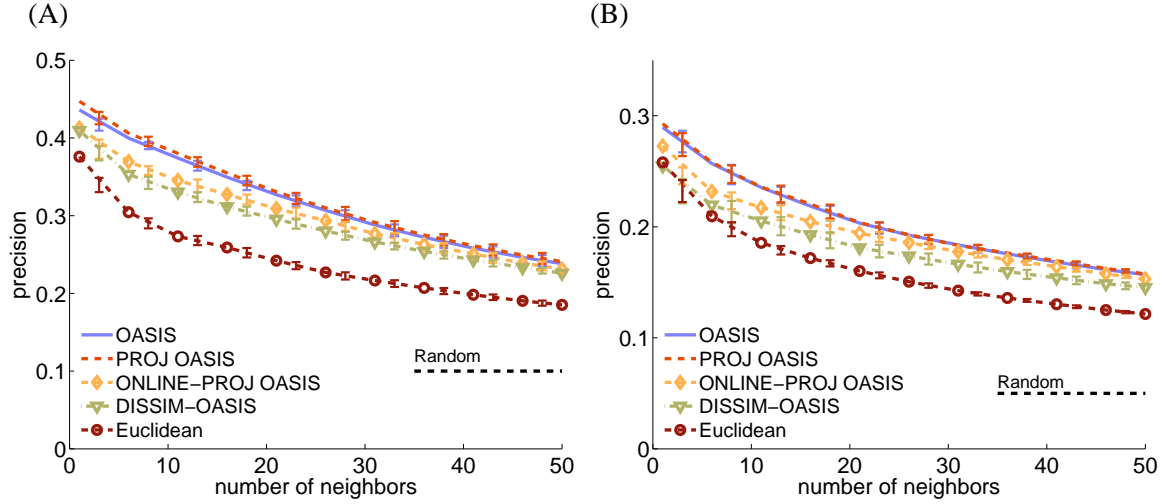 (A)
0.5
0.4
0.3
0.2
0.1
0
precision
OASIS
PROJ OASIS
ONLINE−PROJ OASIS
DISSIM−OASIS
Euclidean
Random
0 10 20 30 40 50
number of neighbors
(B)
0.3
0.2
0.1
0
precision
OASIS
PROJ OASIS
ONLINE−PROJ OASIS
DISSIM−OASIS
Euclidean
Random
0 10 20 30 40 50
number of neighbors